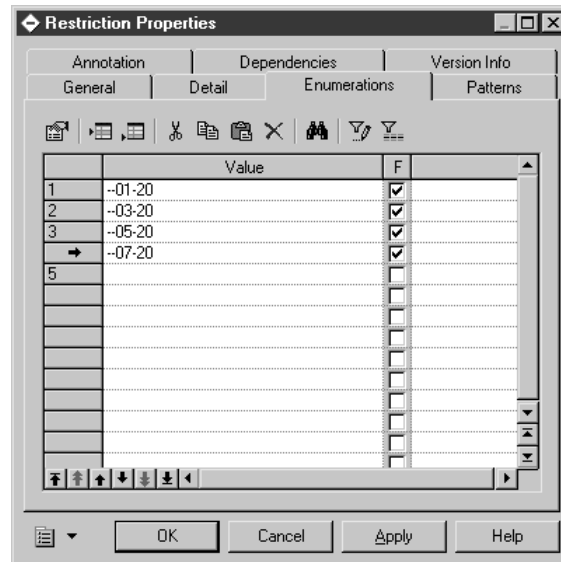 Restriction Properties
Annotation Dependencies Version Info
General Detail Enumerations Patterns
Value F
1 --01-20
2 --03-20
3 --05-20
--07-20
5
OK Cancel Apply Help